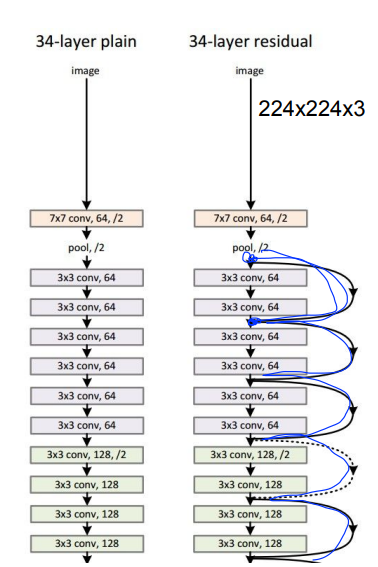 34-layer plain
34-layer residual
image
image
224x224x3
7x7 conv, 64, /2
7x7 conv, 64, /2
pool, /2
pool, /2
3x3 conv, 64
3x3 conv, 64
3x3 conv, 64
3x3 conv, 64
3x3 conv, 64
3x3 conv, 64
3x3 conv, 64
3x3 conv, 64
3x3 conv, 64
3x3 conv, 64
3x3 conv, 64
3x3 conv, 64
3x3 conv, 128, /2
3x3 conv, 128, /2
3x3 conv, 128
3x3 conv, 128
3x3 conv, 128
3x3 conv, 128
3x3 conv, 128
3x3 conv, 128